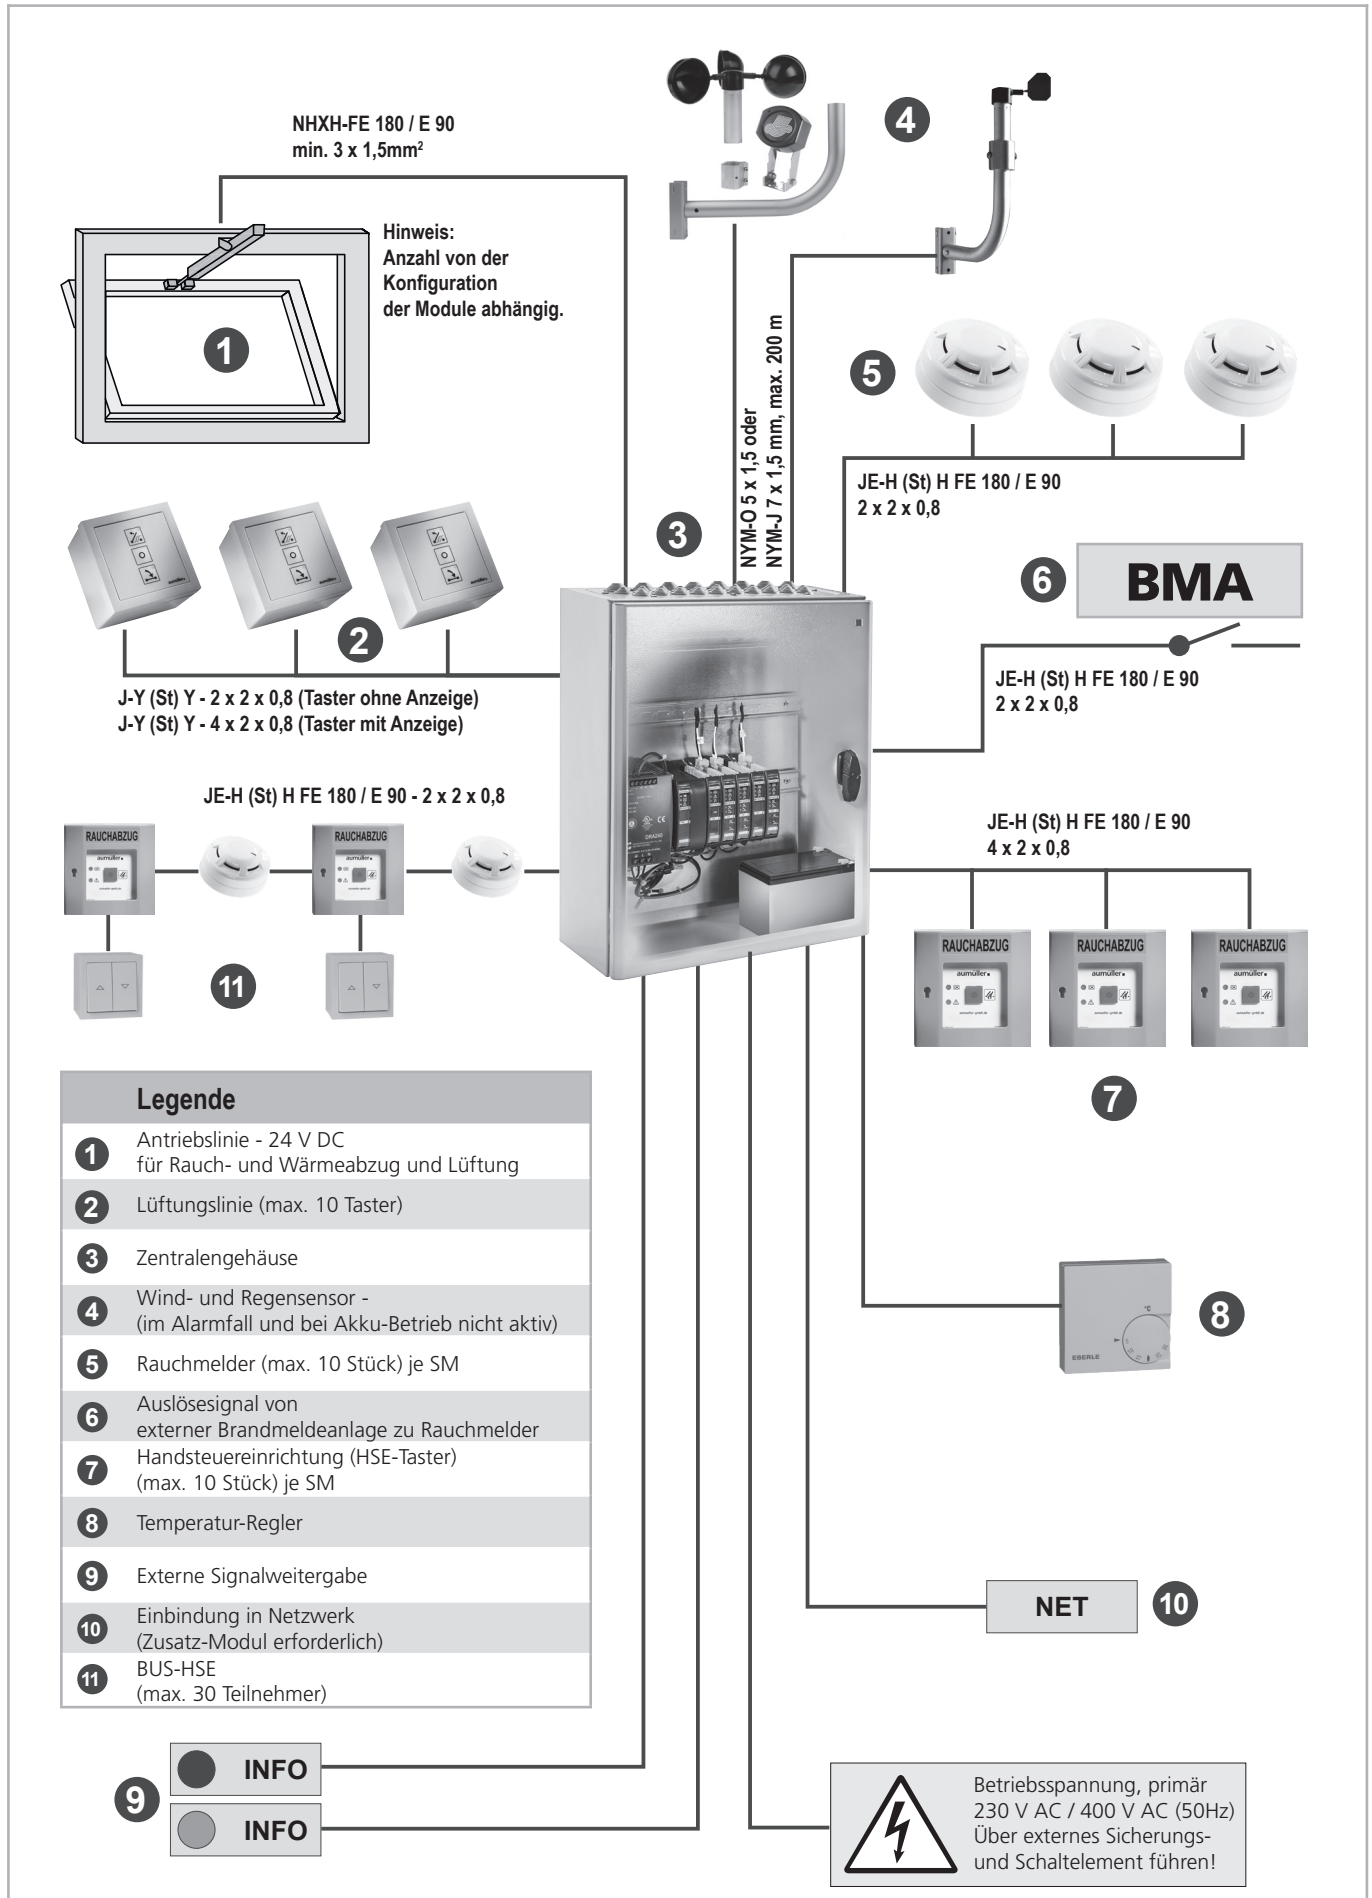 NHXH-FE 180 / E 90
min. 3 x 1,5mm²
Hinweis:
Anzahl von der
Konfiguration
der Module abhängig.
1
4
NYM-O 5 x 1,5 oder
NYM-J 7 x 1,5 mm, max. 200 m
5
JE-H (St) H FE 180 / E 90
2 x 2 x 0,8
3
6
BMA
JE-H (St) H FE 180 / E 90
2 x 2 x 0,8
2
J-Y (St) Y - 2 x 2 x 0,8 (Taster ohne Anzeige)
J-Y (St) Y - 4 x 2 x 0,8 (Taster mit Anzeige)
JE-H (St) H FE 180 / E 90 - 2 x 2 x 0,8
RAUCHABZUG
aumüller
RAUCHABZUG
aumüller
11
DRA240
JE-H (St) H FE 180 / E 90
4 x 2 x 0,8
RAUCHABZUG
aumüller
RAUCHABZUG
aumüller
RAUCHABZUG
aumüller
7
°C
EBERLE
8
Legende
1 Antriebslinie - 24 V DC
für Rauch- und Wärmeabzug und Lüftung
2 Lüftungslinie (max. 10 Taster)
3 Zentralengehäuse
4 Wind- und Regensensor -
(im Alarmfall und bei Akku-Betrieb nicht aktiv)
5 Rauchmelder (max. 10 Stück) je SM
6 Auslösesignal von
externer Brandmeldeanlage zu Rauchmelder
7 Handsteuereinrichtung (HSE-Taster)
(max. 10 Stück) je SM
8 Temperatur-Regler
9 Externe Signalweitergabe
10 Einbindung in Netzwerk
(Zusatz-Modul erforderlich)
11 BUS-HSE
(max. 30 Teilnehmer)
NET
10
9
INFO
INFO
Betriebsspannung, primär
230 V AC / 400 V AC (50Hz)
Über externes Sicherungs-
und Schaltelement führen!